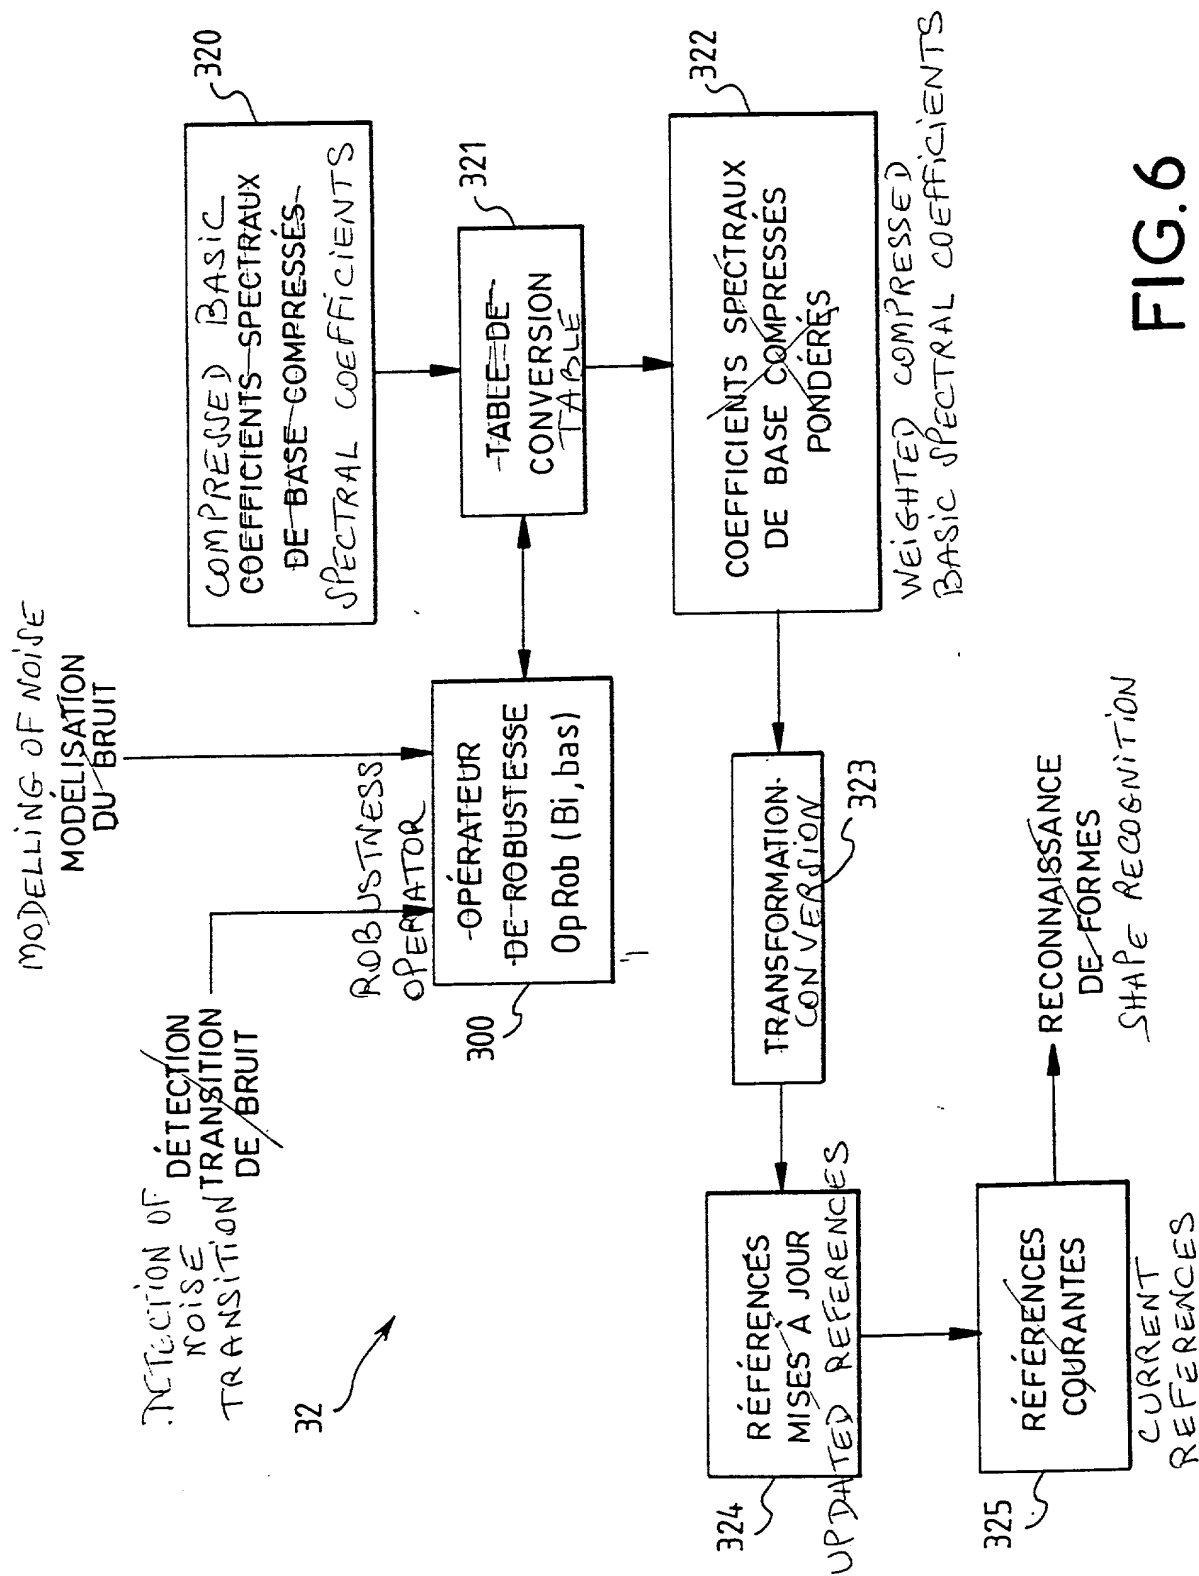 MODELLING OF NOISE
MODÉLISATION
DU BRUIT
DETECTION OF
NOISE
TRANSITION
DÉTECTION
TRANSITION
DE BRUIT
32
ROBUSTNESS
OPERATOR
OPÉRATEUR
DE ROBUSTESSE
OpRob (Bi, bas)
300
COMPRESSED BASIC
COEFFICIENTS SPECTRAUX
DE BASE COMPRESSÉS
SPECTRAL COEFFICIENTS
320
TABLE DE
CONVERSION
TABLE
321
COEFFICIENTS SPECTRAUX
DE BASE COMPRESSÉS
PONDÉRÉS
322
WEIGHTED COMPRESSED
BASIC SPECTRAL COEFFICIENTS
TRANSFORMATION
CONVERSION
323
RÉFÉRENCES
MISES À JOUR
UPDATED REFERENCES
324
RÉFÉRENCES
COURANTES
CURRENT
REFERENCES
325
RECONNAISSANCE
DE FORMES
SHAPE RECOGNITION
FIG. 6